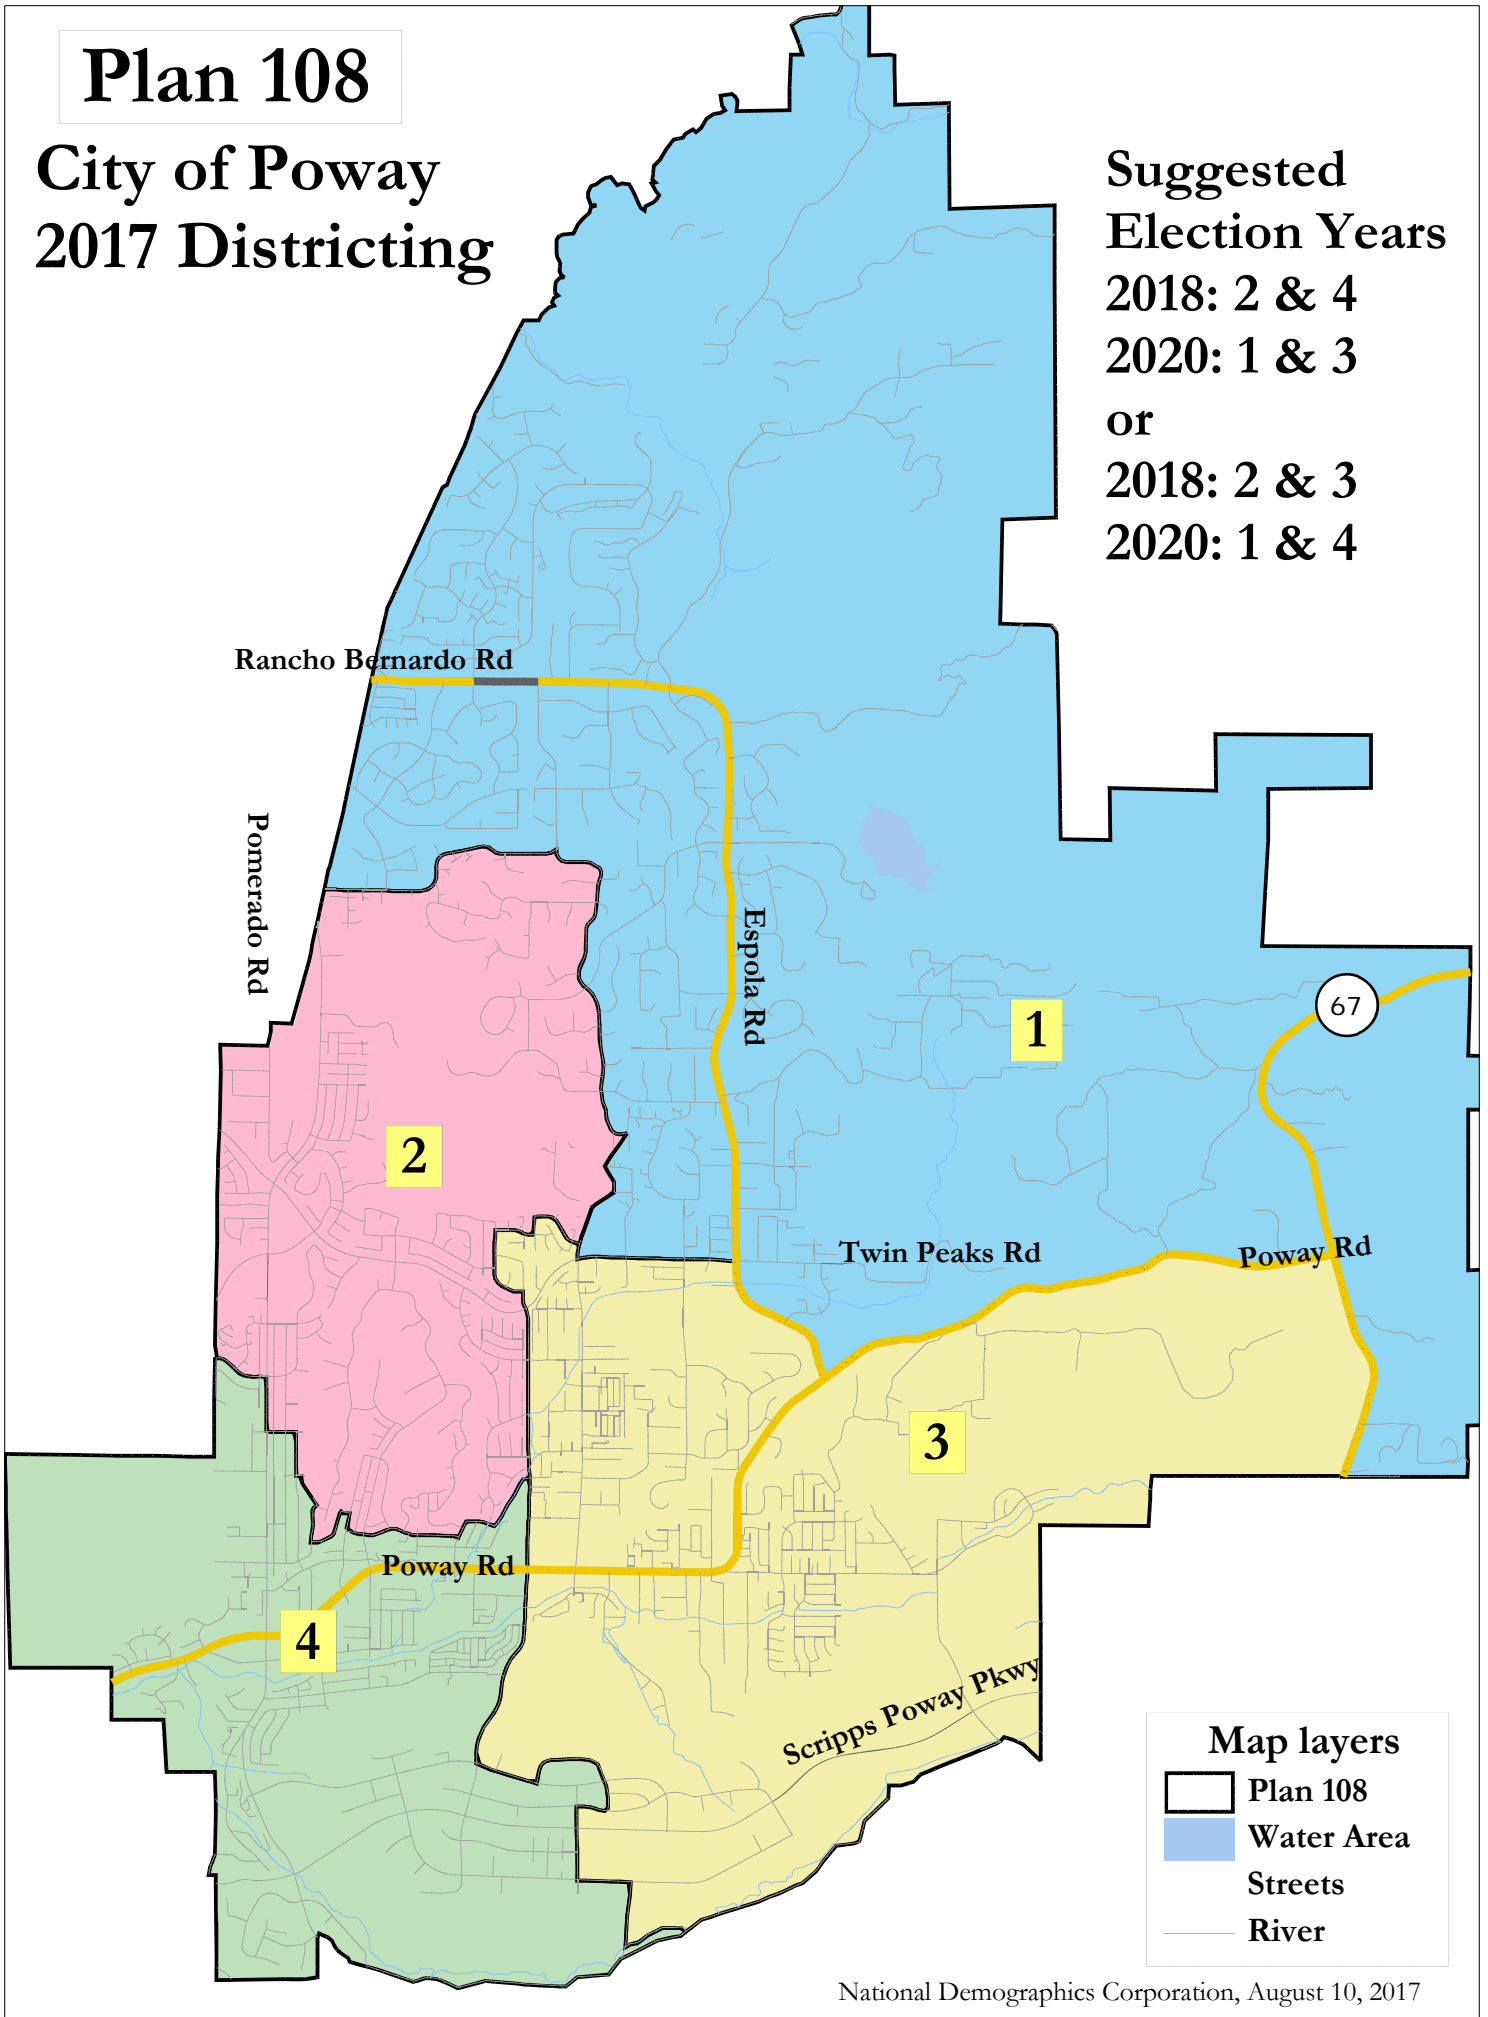 Plan 108
City of Poway
2017 Districting
Suggested
Election Years
2018: 2 & 4
2020: 1 & 3
or
2018: 2 & 3
2020: 1 & 4
Rancho Bernardo Rd
Pomerado Rd
Espola Rd
67
1
2
Twin Peaks Rd
Poway Rd
3
Poway Rd
4
Scripps Poway Pkwy
Map layers
Plan 108
Water Area
Streets
River
National Demographics Corporation, August 10, 2017